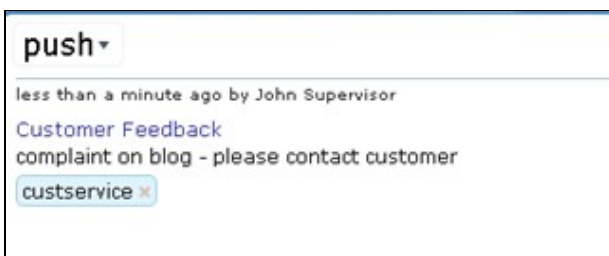 push
less than a minute ago by John Supervisor
Customer Feedback
complaint on blog - please contact customer
custservice ×